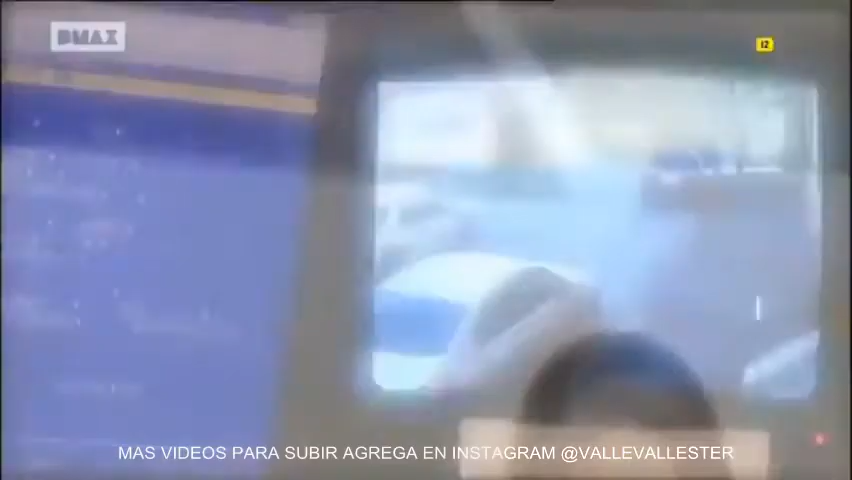 DMAX
12
MAS VIDEOS PARA SUBIR AGREGA EN INSTAGRAM @VALLEVALLESTER